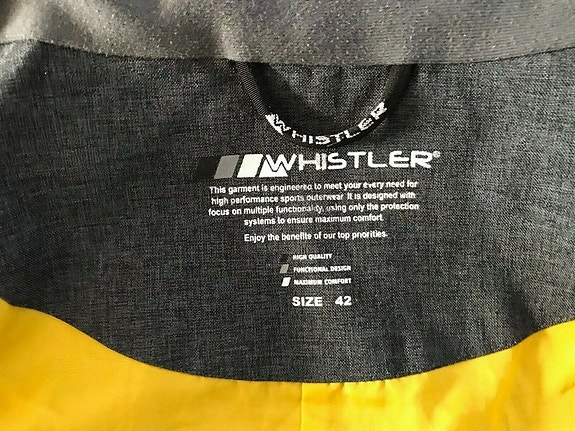 WHISTLER
WHISTLER®
This garment is engineered to meet your every need for
high performance sports outerwear. It is designed with
focus on multiple functionality, using only the protection
systems to ensure maximum comfort.
Enjoy the benefite of our top priorities.
HIGH QUALITY
FUNCTIONAL DESIGN
MAXIMUM COMFORT
SIZE 42